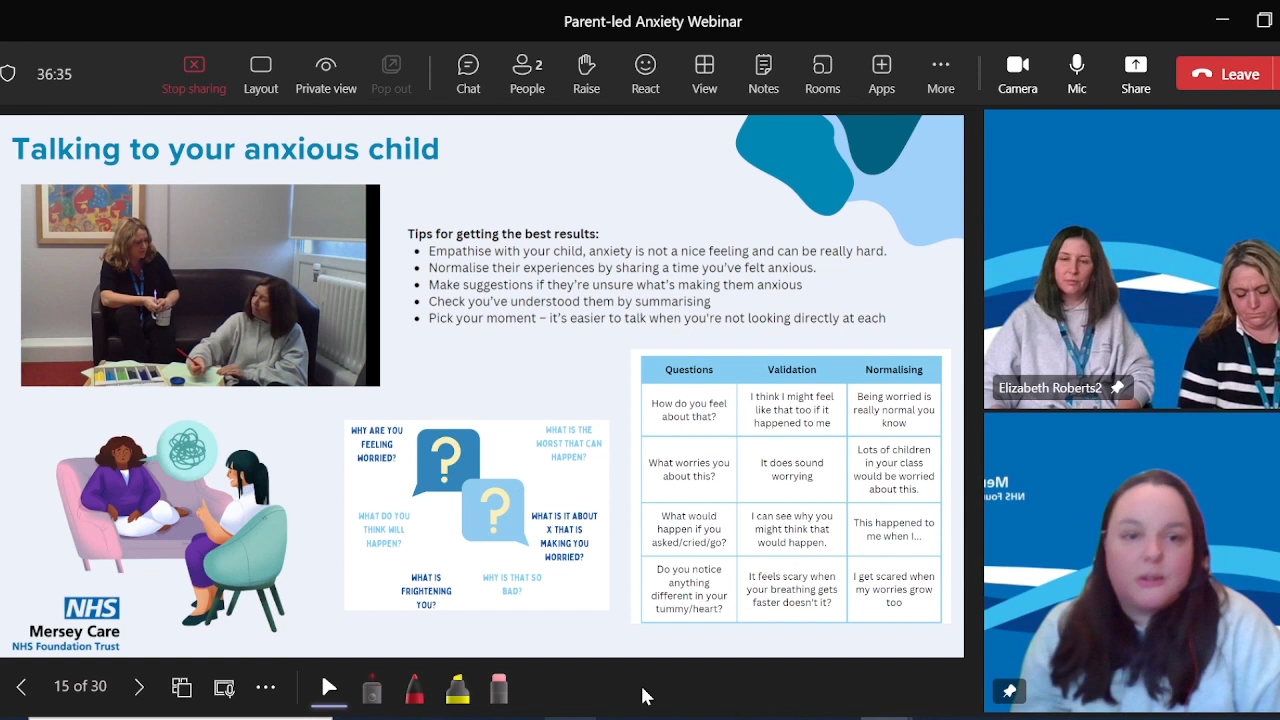 Parent-led Anxiety Webinar
36:35
Stop sharing
Layout
Private view
Pop out
Chat
2
People
Raise
React
View
Notes
Rooms
Apps
More
Camera
Mic
Share
Leave
Talking to your anxious child
Tips for getting the best results:
• Empathise with your child, anxiety is not a nice feeling and can be really hard.
• Normalise their experiences by sharing a time you've felt anxious.
• Make suggestions if they're unsure what's making them anxious
• Check you've understood them by summarising
• Pick your moment – it's easier to talk when you're not looking directly at each
WHY ARE YOU
FEELING
WORRIED?
WHAT IS THE
WORST THAT CAN
HAPPEN?
WHAT DO YOU
THINK WILL
HAPPEN?
WHAT IS IT ABOUT
X THAT IS
MAKING YOU
WORRIED?
WHAT IS
FRIGHTENING
YOU?
WHY IS THAT SO
BAD?
Questions
Validation
Normalising
How do you feel
about that?
I think I might feel
like that too if it
happened to me
Being worried is
really normal you
know
What worries you
about this?
It does sound
worrying
Lots of children
in your class
would be worried
about this.
What would
happen if you
asked/cried/go?
I can see why you
might think that
would happen.
This happened to
me when I...
Do you notice
anything
different in your
tummy/heart?
It feels scary when
your breathing gets
faster doesn't it?
I get scared when
my worries grow
too
NHS
Mersey Care
NHS Foundation Trust
Elizabeth Roberts2
15 of 30